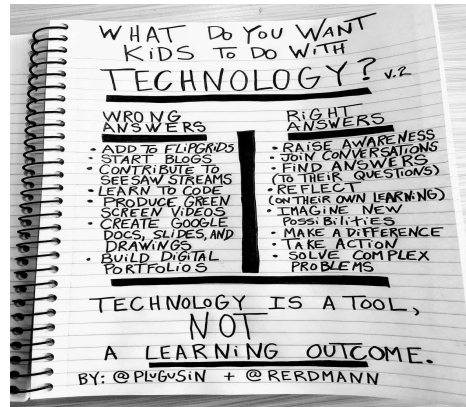 WHAT DO YOU WANT
KIDS TO DO WITH
TECHNOLOGY? V.2
WRONG
ANSWERS
• ADD TO FLIPGRIDS
• START BLOGS
• CONTRIBUTE TO
SEESAW STREAMS
• LEARN TO CODE
• PRODUCE GREEN
SCREEN VIDEOS
• CREATE GOOGLE
DOCS, SLIDES, AND
DRAWINGS
• BUILD DIGITAL
PORTFOLIOS
RIGHT
ANSWERS
• RAISE AWARENESS
• JOIN CONVERSATIONS
• FIND ANSWERS
(TO THEIR QUESTIONS)
• REFLECT
(ON THEIR OWN LEARNING)
• IMAGINE NEW
POSSIBILITIES
• MAKE A DIFFERENCE
• TAKE ACTION
• SOLVE COMPLEX
PROBLEMS
TECHNOLOGY IS A TOOL,
NOT
A LEARNING OUTCOME.
BY: @PLUGUSIN + @RERDMANN